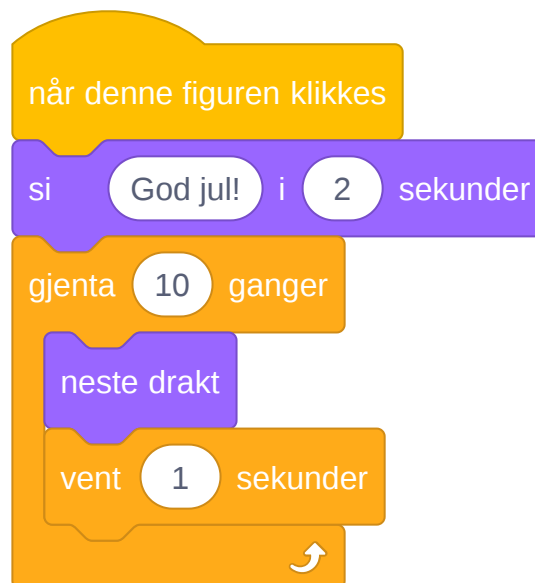 når denne figuren klikkes
si God jul! i 2 sekunder
gjenta 10 ganger
neste drakt
vent 1 sekunder